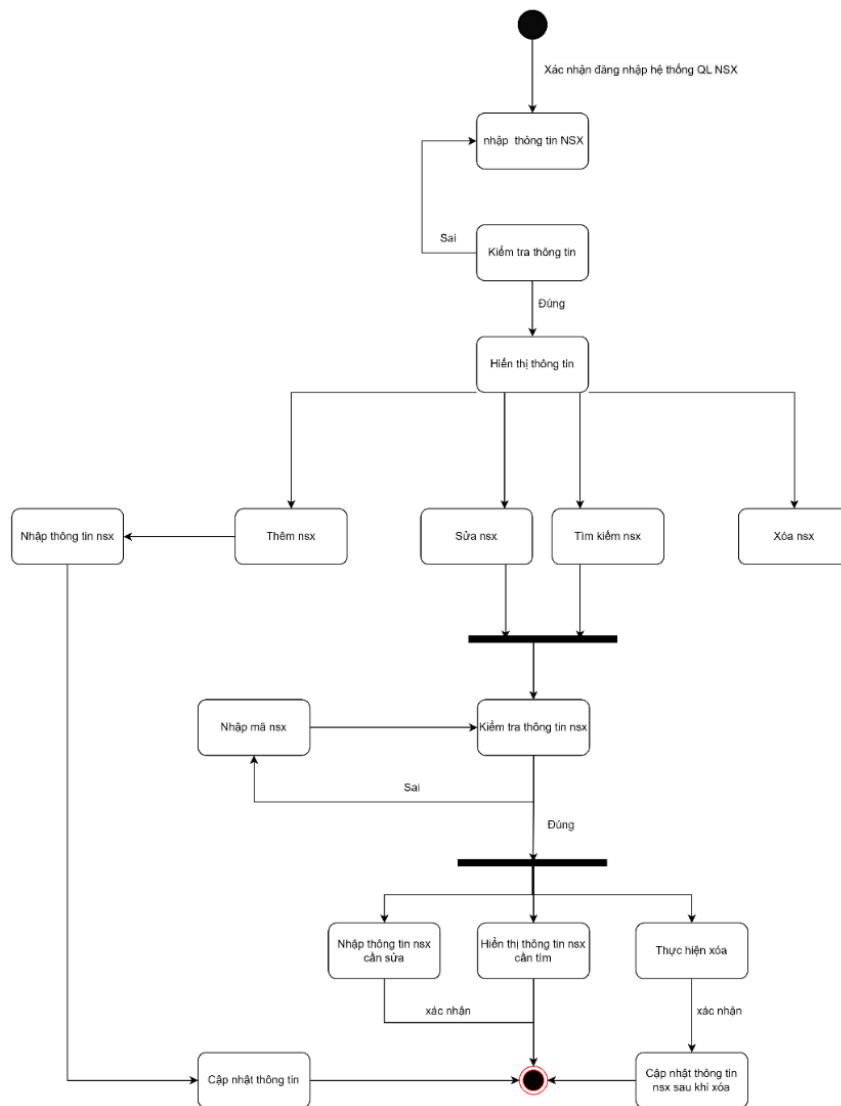 Xác nhận đăng nhập hệ thống QL NSX
nhập thông tin NSX
Sai
Kiểm tra thông tin
Đúng
Hiển thị thông tin
Nhập thông tin nsx
Thêm nsx
Sửa nsx
Tìm kiếm nsx
Xóa nsx
Nhập mã nsx
Kiểm tra thông tin nsx
Sai
Đúng
Nhập thông tin nsx
cần sửa
Hiển thị thông tin nsx
cần tìm
Thực hiện xóa
xác nhận
xác nhận
Cập nhật thông tin
Cập nhật thông tin
nsx sau khi xóa